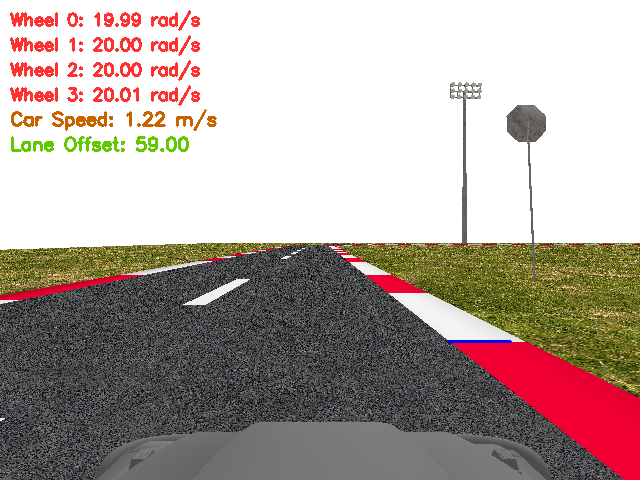 Wheel 0: 19.99 rad/s
Wheel 1: 20.00 rad/s
Wheel 2: 20.00 rad/s
Wheel 3: 20.01 rad/s
Car Speed: 1.22 m/s
Lane Offset: 59.00